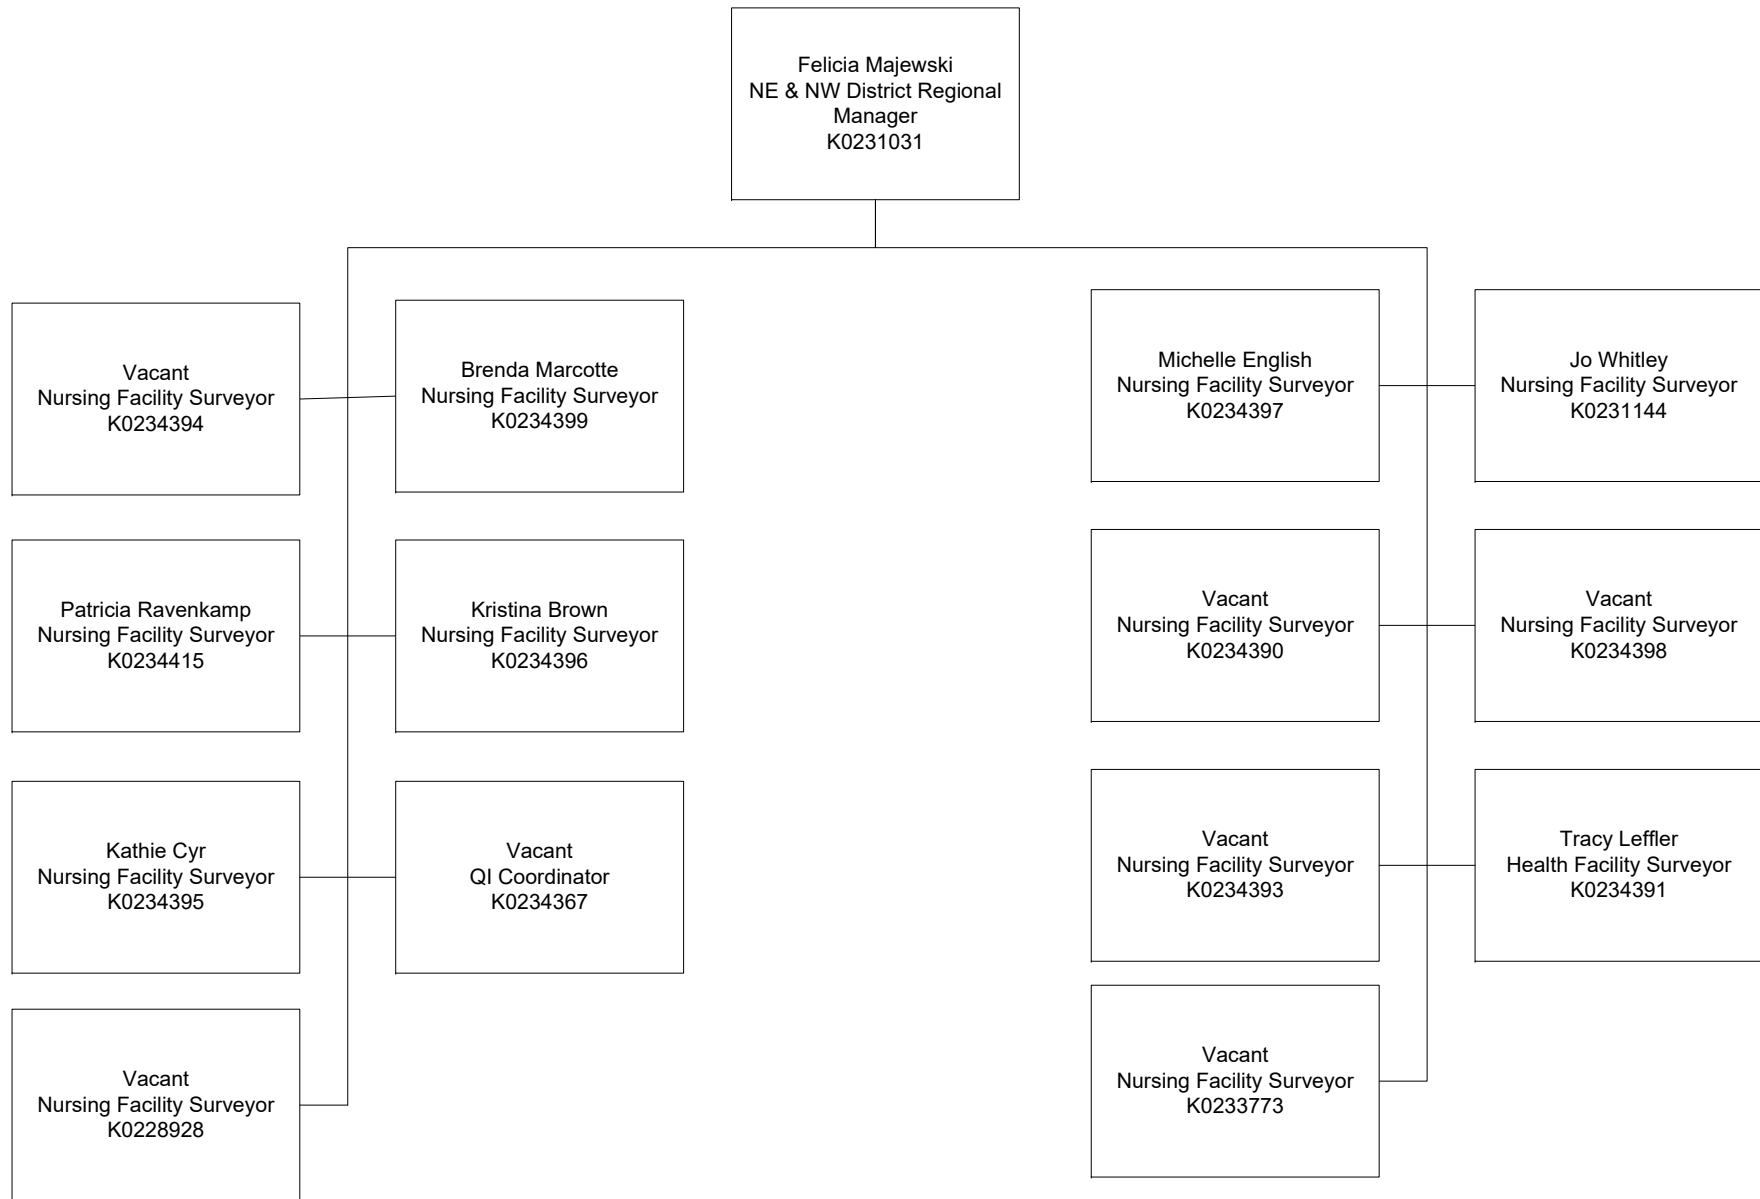 Felicia Majewski
NE & NW District Regional
Manager
K0231031
Vacant
Nursing Facility Surveyor
K0234394
Brenda Marcotte
Nursing Facility Surveyor
K0234399
Michelle English
Nursing Facility Surveyor
K0234397
Jo Whitley
Nursing Facility Surveyor
K0231144
Patricia Ravenkamp
Nursing Facility Surveyor
K0234415
Kristina Brown
Nursing Facility Surveyor
K0234396
Vacant
Nursing Facility Surveyor
K0234390
Vacant
Nursing Facility Surveyor
K0234398
Kathie Cyr
Nursing Facility Surveyor
K0234395
Vacant
QI Coordinator
K0234367
Vacant
Nursing Facility Surveyor
K0234393
Tracy Leffler
Health Facility Surveyor
K0234391
Vacant
Nursing Facility Surveyor
K0228928
Vacant
Nursing Facility Surveyor
K0233773